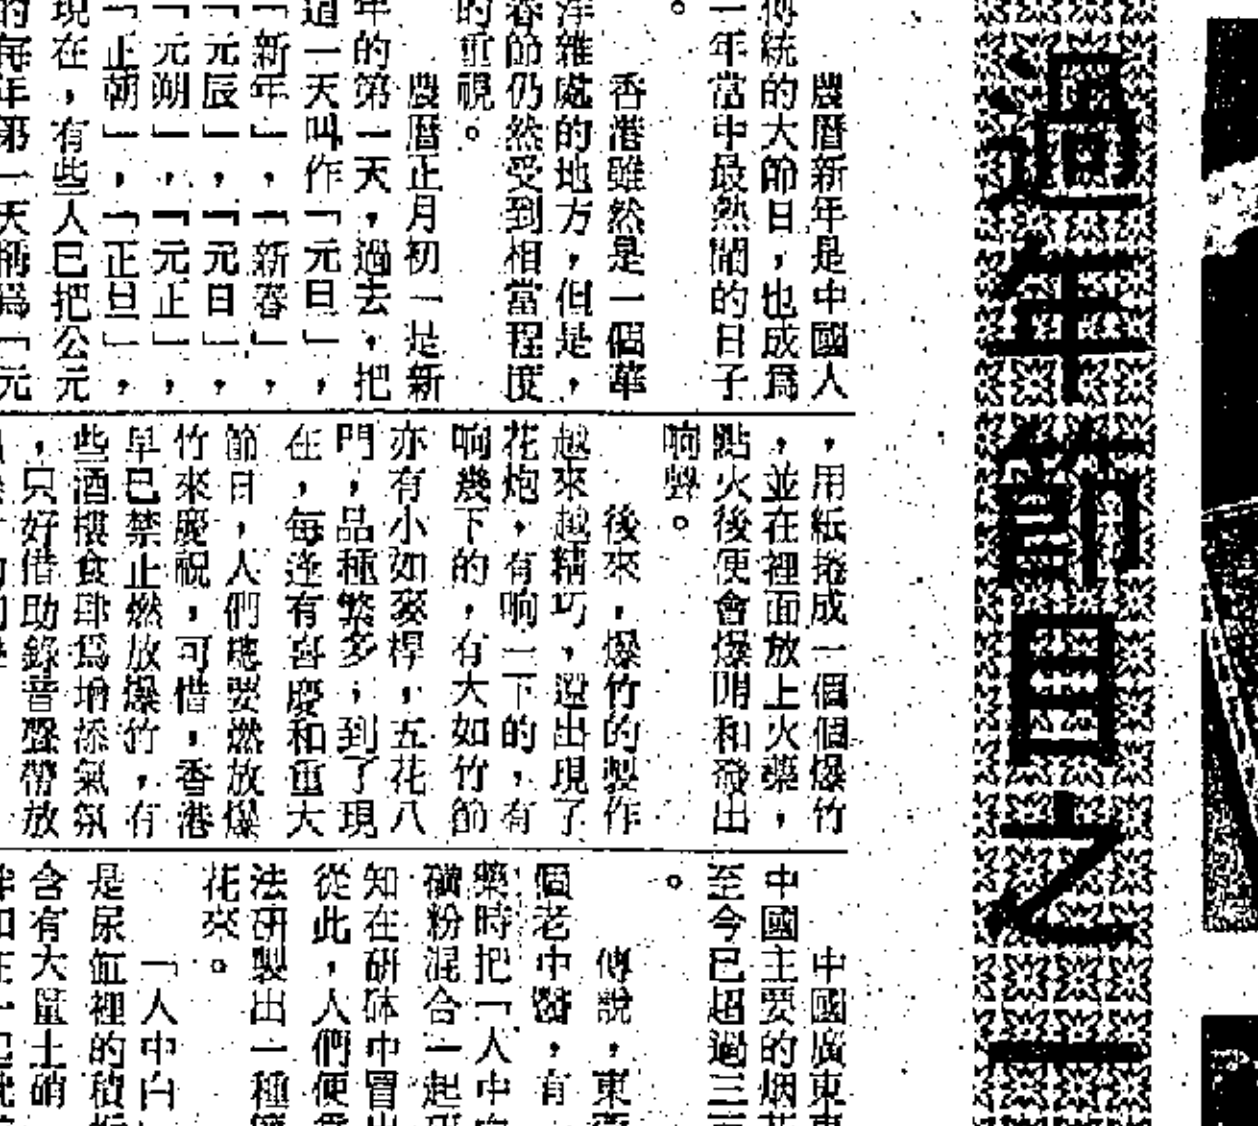 過年節目之一
農曆新年是中國人
傳統的大節日，也成爲
一年當中最熱閙的日子
。
香港雖然是一個華
洋雜處的地方，但是，
春節仍然受到相當程度
的重視。
農曆正月初一是新
年的第一天，過去，把
這一天叫作「元旦」，
「新年」，「新春」，
「元辰」，「元日」，
「元朔」，「元正」，
「正朝」，「正旦」，
現在，有些人已把公元
的每年第一天稱爲「元
，用紙捲成一個個爆竹
，並在裡面放上火藥，
點火後便會爆開和發出
响聲。
後來，爆竹的製作
越來越精巧，還出現了
花炮，有响一下的，有
响幾下的，有大如竹節
亦有小如麥桿，五花八
門，品種繁多，到了現
在，每逢有喜慶和重大
節日，人們總要燃放爆
竹來慶祝，可惜，香港
早已禁止燃放爆竹，有
些酒樓食肆爲增添氣氛
，只好借助錄音聲帶放
中國廣東東
中國主要的烟花
至今已超過三
。
傳說，東
個老中醫，有
藥時把「人中
磺粉混合一起研
知在研砵中冒出
從此，人們便
法研製出一種
花來。
「人中白
是尿缸裡的積
含有大量土硝